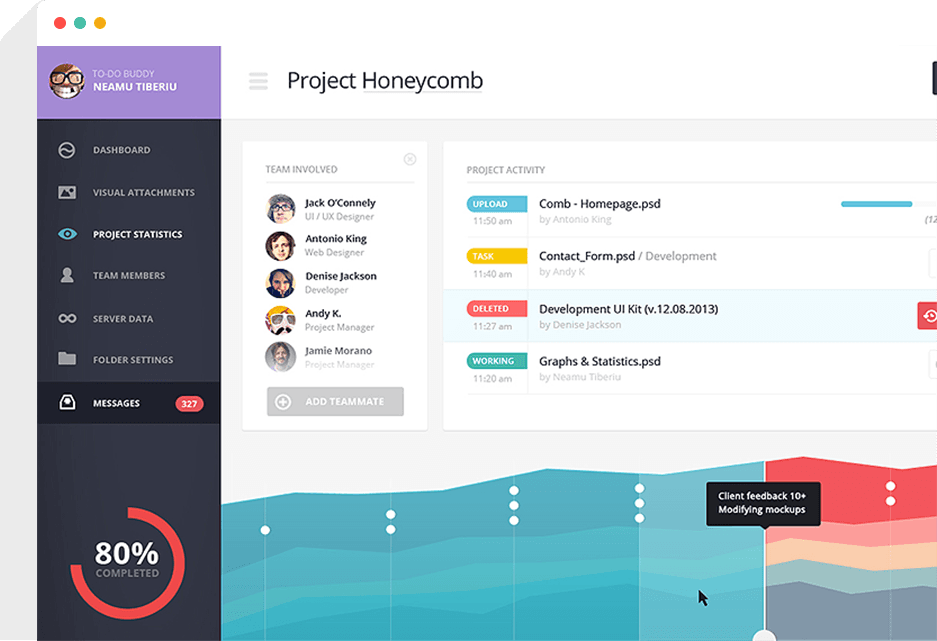 TO-DO BUDDY
NEAMU TIBERIU
DASHBOARD
VISUAL ATTACHMENTS
PROJECT STATISTICS
TEAM MEMBERS
SERVER DATA
FOLDER SETTINGS
MESSAGES 327
80%
COMPLETED
Project Honeycomb
TEAM INVOLVED
Jack O'Connely
UI / UX Designer
Antonio King
Web Designer
Denise Jackson
Developer
Andy K.
Project Manager
Jamie Morano
Project Manager
ADD TEAMMATE
PROJECT ACTIVITY
UPLOAD Comb - Homepage.psd
11:50 am by Antonio King
TASK Contact_Form.psd / Development
11:40 am by Andy K
DELETED Development UI Kit (v.12.08.2013)
11:27 am by Denise Jackson
WORKING Graphs & Statistics.psd
11:20 am by Neamu Tiberiu
Client feedback 10+
Modifying mockups